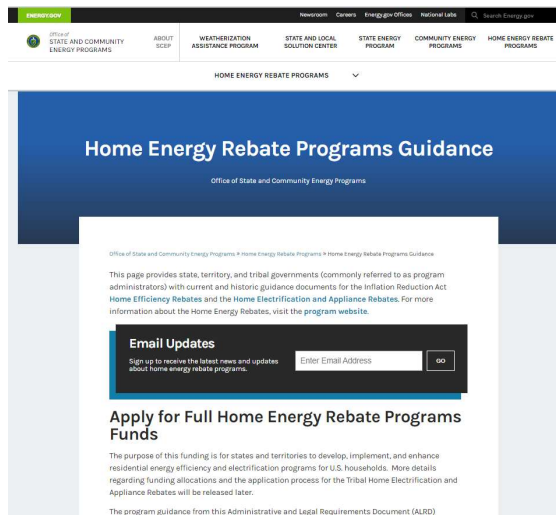 ENERGY.GOV
Newsroom Careers Energy.gov Offices National Labs Search Energy.gov
Office of
STATE AND COMMUNITY
ENERGY PROGRAMS
ABOUT
SCEP
WEATHERIZATION
ASSISTANCE PROGRAM
STATE AND LOCAL
SOLUTION CENTER
STATE ENERGY
PROGRAM
COMMUNITY ENERGY
PROGRAMS
HOME ENERGY REBATE
PROGRAMS
HOME ENERGY REBATE PROGRAMS
Home Energy Rebate Programs Guidance
Office of State and Community Energy Programs
Office of State and Community Energy Programs » Home Energy Rebate Programs » Home Energy Rebate Programs Guidance
This page provides state, territory, and tribal governments (commonly referred to as program
administrators) with current and historic guidance documents for the Inflation Reduction Act
Home Efficiency Rebates and the Home Electrification and Appliance Rebates. For more
information about the Home Energy Rebates, visit the program website.
Email Updates
Sign up to receive the latest news and updates
about home energy rebate programs.
Enter Email Address
GO
Apply for Full Home Energy Rebate Programs
Funds
The purpose of this funding is for states and territories to develop, implement, and enhance
residential energy efficiency and electrification programs for U.S. households. More details
regarding funding allocations and the application process for the Tribal Home Electrification and
Appliance Rebates will be released later.
The program guidance from this Administrative and Legal Requirements Document (ALRD)